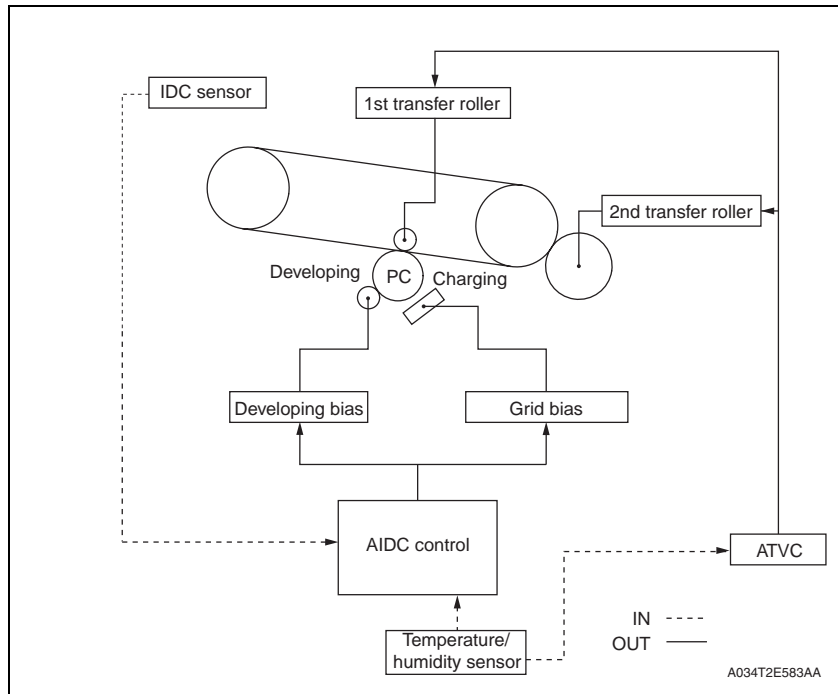 IDC sensor
1st transfer roller
2nd transfer roller
Developing
PC
Charging
Developing bias
Grid bias
AIDC control
ATVC
Temperature/
humidity sensor
IN
OUT
A034T2E583AA